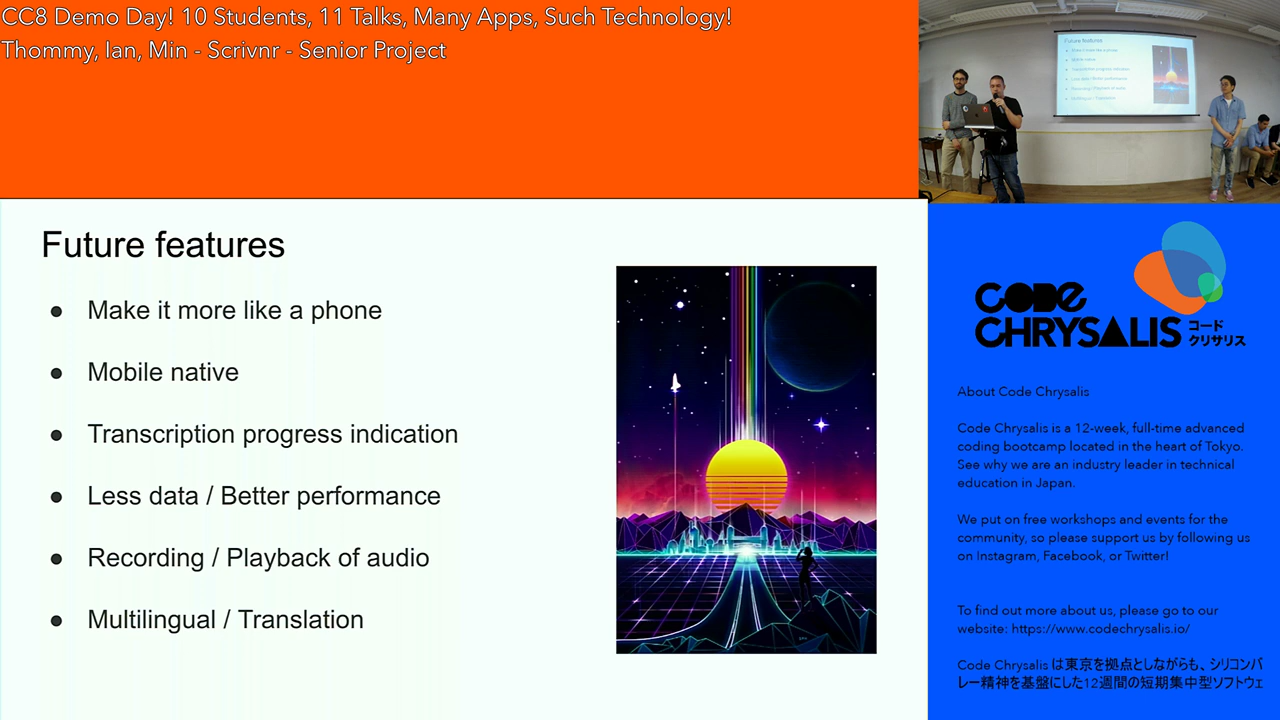 CC8 Demo Day! 10 Students, 11 Talks, Many Apps, Such Technology!
Thommy, Ian, Min - Scrivnr - Senior Project
Future features
Make it more like a phone
Mobile native
Transcription progress indication
Less data / Better performance
Recording / Playback of audio
Multilingual / Translation
CODE
CHRYSALIS
コード
クリサリス
About Code Chrysalis
Code Chrysalis is a 12-week, full-time advanced
coding bootcamp located in the heart of Tokyo.
See why we are an industry leader in technical
education in Japan.
We put on free workshops and events for the
community, so please support us by following us
on Instagram, Facebook, or Twitter!
To find out more about us, please go to our
website: https://www.codechrysalis.io/
Code Chrysalis は東京を拠点としながらも、シリコンバ
レー精神を基盤にした12週間の短期集中型ソフトウェ